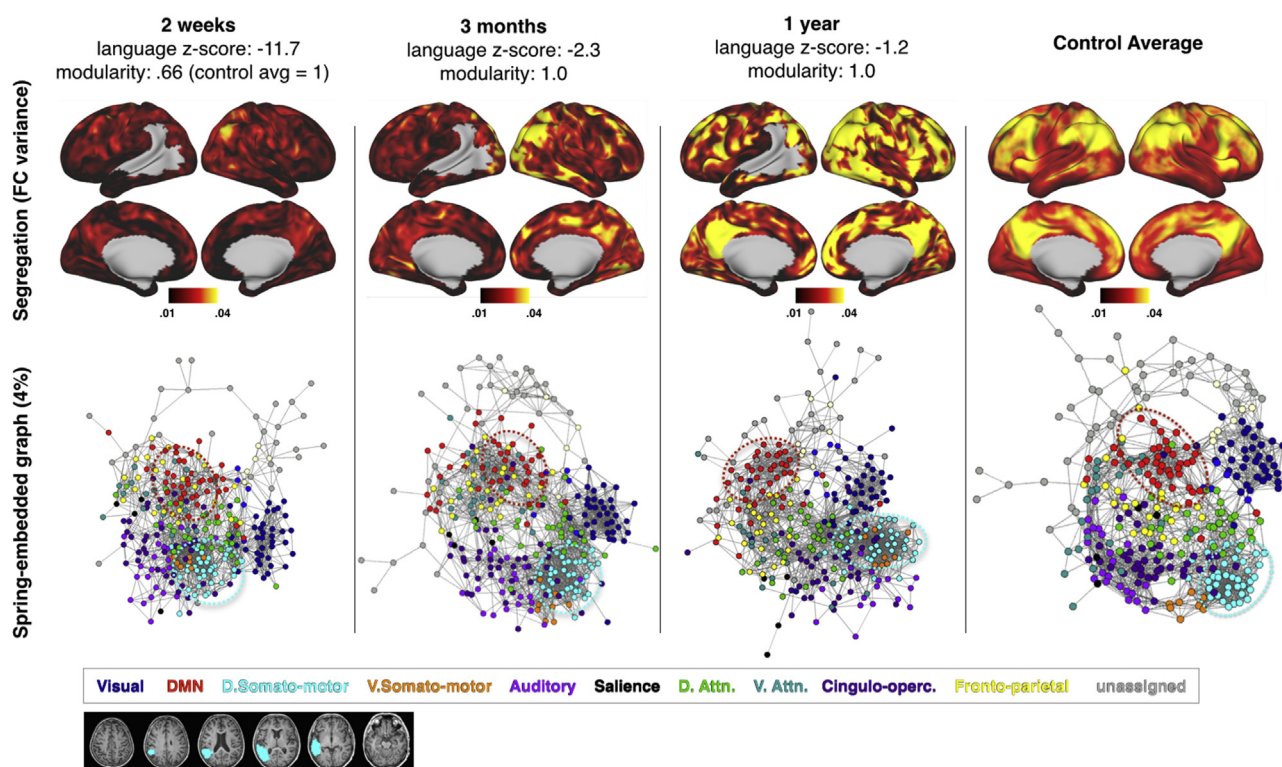 2 weeks
language z-score: -11.7
modularity: .66 (control avg = 1)
3 months
language z-score: -2.3
modularity: 1.0
1 year
language z-score: -1.2
modularity: 1.0
Control Average
Segregation (FC variance)
.01 .04
.01 .04
.01 .04
.01 .04
Spring-embedded graph (4%)
Visual DMN D.Somato-motor V.Somato-motor Auditory Salience D. Attn. V. Attn. Cingulo-operc. Fronto-parietal unassigned